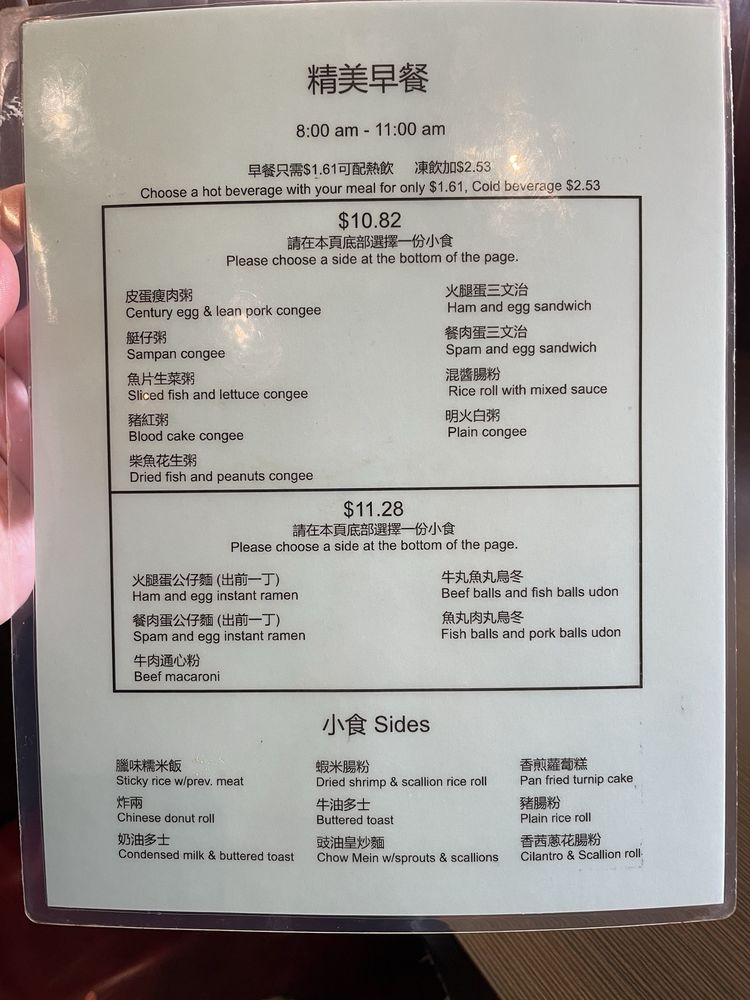 精美早餐
8:00 am - 11:00 am
早餐只需$1.61可配熱飲 凍飲加$2.53
Choose a hot beverage with your meal for only $1.61, Cold beverage $2.53
$10.82
請在本頁底部選擇一份小食
Please choose a side at the bottom of the page.
皮蛋瘦肉粥
Century egg & lean pork congee
艇仔粥
Sampan congee
魚片生菜粥
Sliced fish and lettuce congee
豬紅粥
Blood cake congee
柴魚花生粥
Dried fish and peanuts congee
火腿蛋三文治
Ham and egg sandwich
餐肉蛋三文治
Spam and egg sandwich
混醬腸粉
Rice roll with mixed sauce
明火白粥
Plain congee
$11.28
請在本頁底部選擇一份小食
Please choose a side at the bottom of the page.
火腿蛋公仔麵 (出前一丁)
Ham and egg instant ramen
餐肉蛋公仔麵 (出前一丁)
Spam and egg instant ramen
牛肉通心粉
Beef macaroni
牛丸魚丸烏冬
Beef balls and fish balls udon
魚丸肉丸烏冬
Fish balls and pork balls udon
小食 Sides
臘味糯米飯
Sticky rice w/prev. meat
炸兩
Chinese donut roll
奶油多士
Condensed milk & buttered toast
蝦米腸粉
Dried shrimp & scallion rice roll
牛油多士
Buttered toast
豉油皇炒麵
Chow Mein w/sprouts & scallions
香煎蘿蔔糕
Pan fried turnip cake
豬腸粉
Plain rice roll
香茜蔥花腸粉
Cilantro & Scallion roll